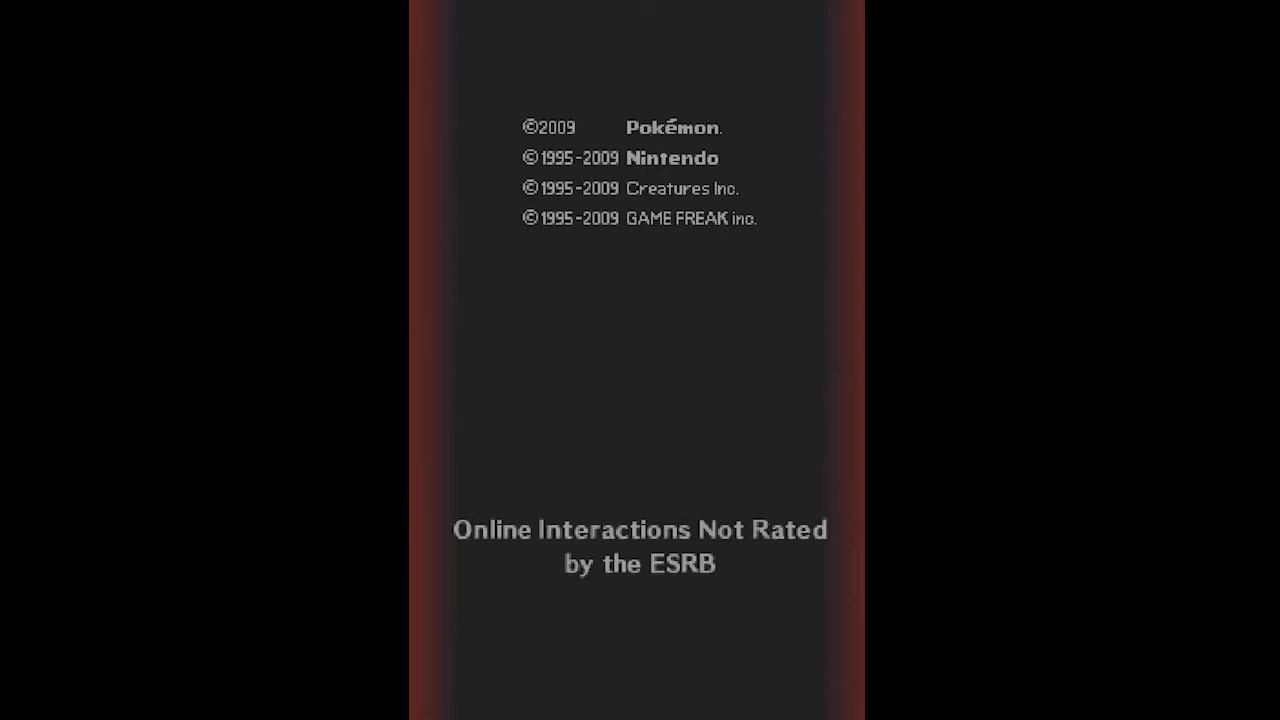 ©2009 Pokémon.
©1995-2009 Nintendo
©1995-2009 Creatures Inc.
©1995-2009 GAME FREAK inc.
Online Interactions Not Rated
by the ESRB